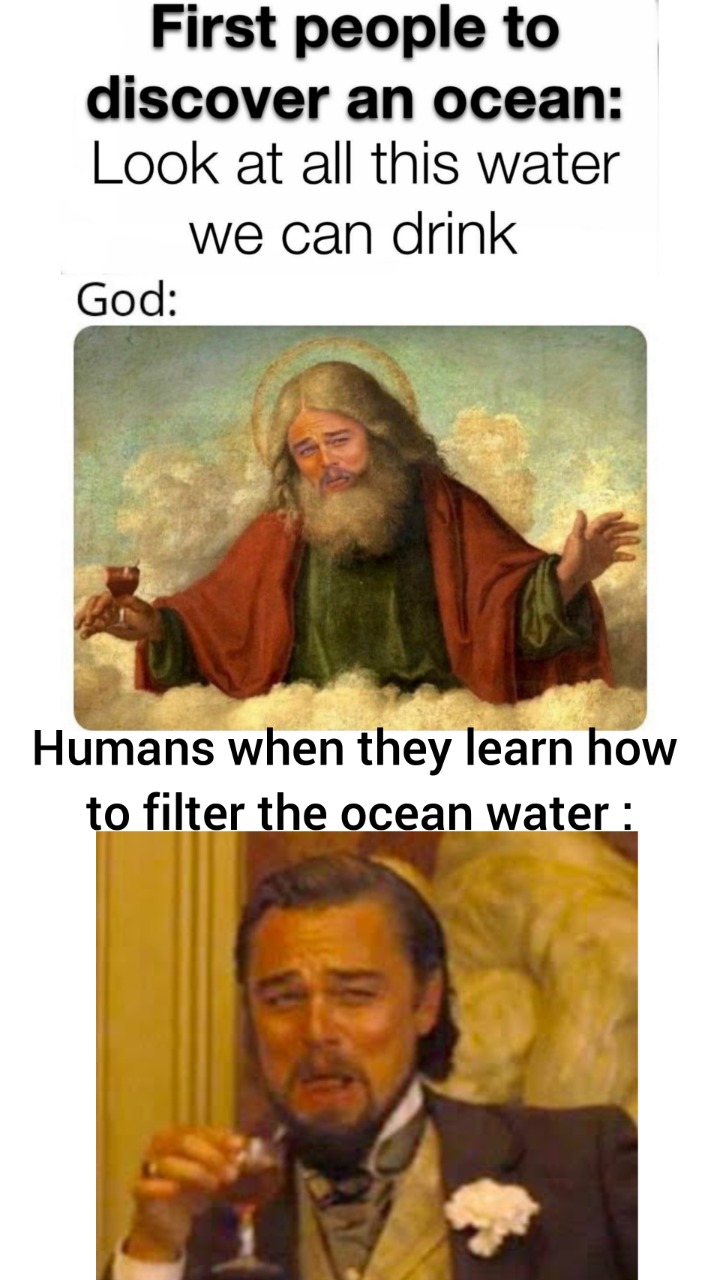 First people to
discover an ocean:
Look at all this water
we can drink
God:
Humans when they learn how
to filter the ocean water :